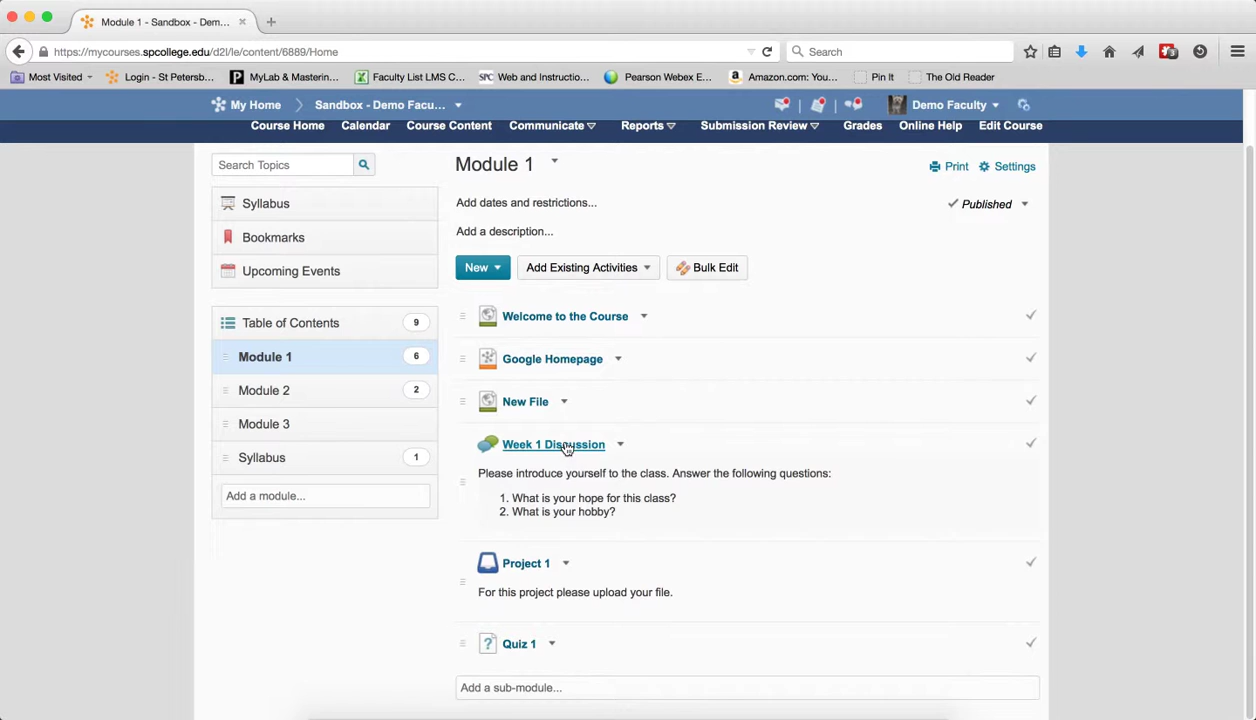 Module 1 - Sandbox - Dem...
https://mycourses.spcollege.edu/d2l/le/content/6889/Home
Search
Most Visited
Login - St Petersb...
MyLab & Mastering...
Faculty List LMS C...
SPC
Web and Instructio...
Pearson Webex E...
Amazon.com: You...
Pin It
The Old Reader
My Home
Sandbox - Demo Facu...
Demo Faculty
Course Home
Calendar
Course Content
Communicate
Reports
Submission Review
Grades
Online Help
Edit Course
Search Topics
Syllabus
Bookmarks
Upcoming Events
Table of Contents 9
Module 1 6
Module 2 2
Module 3
Syllabus 1
Add a module...
Module 1
Print
Settings
Add dates and restrictions...
Published
Add a description...
New
Add Existing Activities
Bulk Edit
Welcome to the Course
Google Homepage
New File
Week 1 Discussion
Please introduce yourself to the class. Answer the following questions:
1. What is your hope for this class?
2. What is your hobby?
Project 1
For this project please upload your file.
Quiz 1
Add a sub-module...